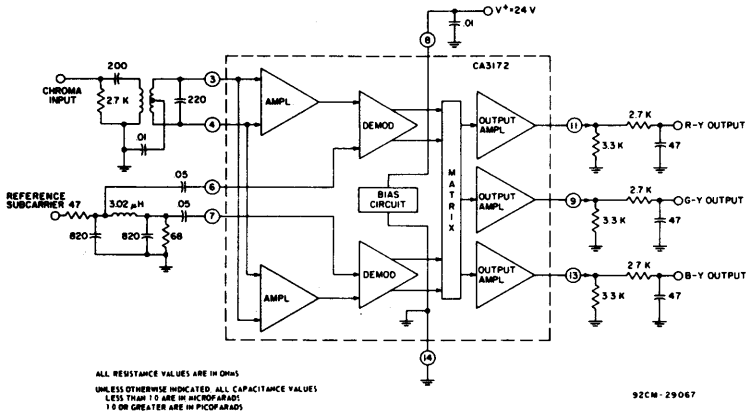 V⁺=24 V
.01
8
CA3172
CHROMA
INPUT
200
2.7 K
220
.01
3
4
AMPL
DEMOD
OUTPUT
AMPL
11
2.7 K
R-Y OUTPUT
3.3 K
47
.05
6
REFERENCE
SUBCARRIER
47
3.02 μH
.05
7
820
820
68
BIAS
CIRCUIT
MATRIX
OUTPUT
AMPL
9
2.7 K
G-Y OUTPUT
3.3 K
47
AMPL
DEMOD
OUTPUT
AMPL
13
2.7 K
B-Y OUTPUT
3.3 K
47
14
ALL RESISTANCE VALUES ARE IN OHMS
UNLESS OTHERWISE INDICATED, ALL CAPACITANCE VALUES
LESS THAN 1.0 ARE IN MICROFARADS
1.0 OR GREATER ARE IN PICOFARADS
92CM-29067